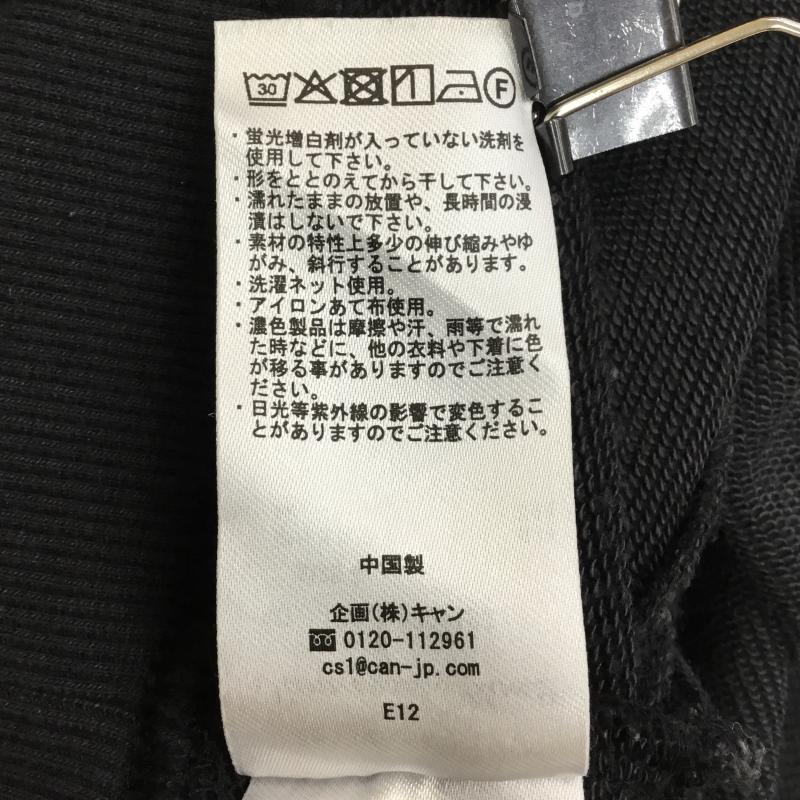 30 F
・蛍光増白剤が入っていない洗剤を
使用して下さい。
・形をととのえてから干して下さい。
・濡れたままの放置や、長時間の浸
漬はしないで下さい。
・素材の特性上多少の伸び縮みやゆ
がみ、斜行することがあります。
・洗濯ネット使用。
・アイロンあて布使用。
・濃色製品は摩擦や汗、雨等で濡れ
た時などに、他の衣料や下着に色
が移る事がありますのでご注意く
ださい。
・日光等紫外線の影響で変色するこ
とがありますのでご注意ください。
中国製
企画(株)キャン
0120-112961
cs1@can-jp.com
E12